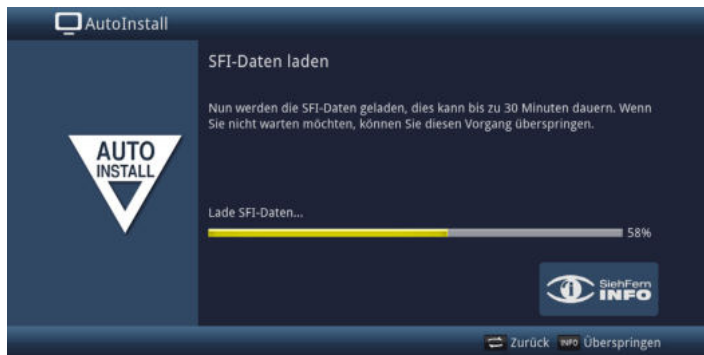 AutoInstall
SFI-Daten laden
Nun werden die SFI-Daten geladen, dies kann bis zu 30 Minuten dauern. Wenn
Sie nicht warten möchten, können Sie diesen Vorgang überspringen.
AUTO
INSTALL
Lade SFI-Daten...
58%
SiehFern
INFO
Zurück INFO Überspringen